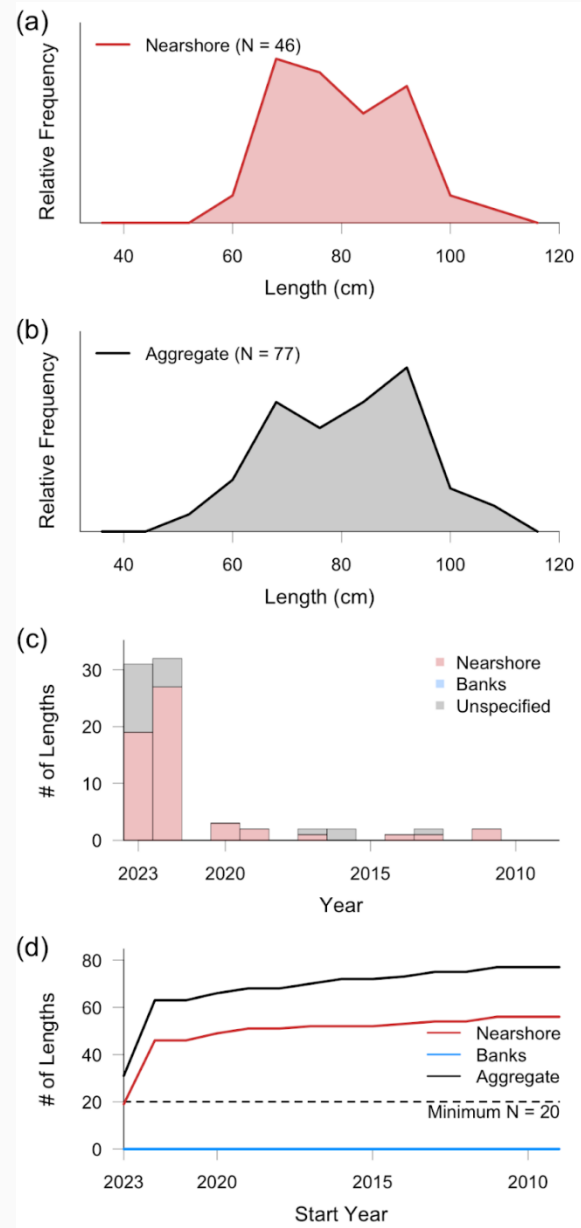 (a)
Nearshore (N = 46)
Relative Frequency
40 60 80 100 120
Length (cm)
(b)
Aggregate (N = 77)
Relative Frequency
40 60 80 100 120
Length (cm)
(c)
30
20
10
0
# of Lengths
Nearshore
Banks
Unspecified
2023 2020 2015 2010
Year
(d)
80
60
40
20
0
# of Lengths
Nearshore
Banks
Aggregate
Minimum N = 20
2023 2020 2015 2010
Start Year